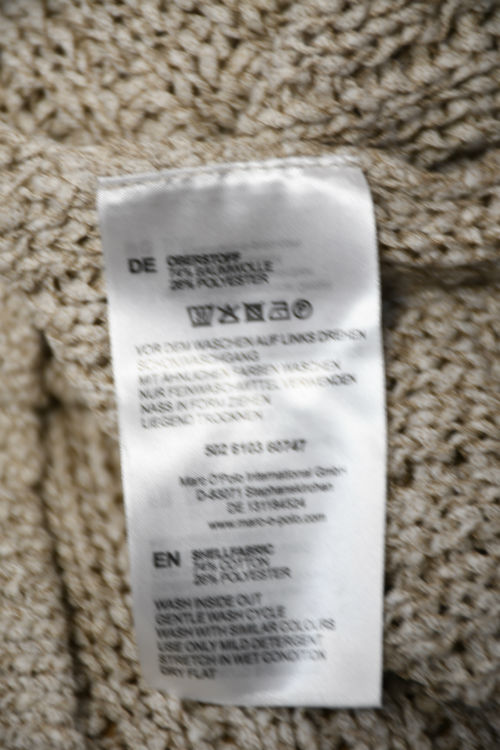 DE OBERSTOFF
74% BAUMWOLLE
26% POLYESTER
VOR DEM WASCHEN AUF LINKS DREHEN
SCHONWASCHGANG
MIT ÄHNLICHEN FARBEN WASCHEN
NUR FEINWASCHMITTEL VERWENDEN
NASS IN FORM ZIEHEN
LIEGEND TROCKNEN
502 6103 60747
Marc O'Polo International GmbH
D-83071 Stephanskirchen
DE 131184524
www.marc-o-polo.com
EN SHELLFABRIC
74% COTTON
26% POLYESTER
WASH INSIDE OUT
GENTLE WASH CYCLE
WASH WITH SIMILAR COLOURS
USE ONLY MILD DETERGENT
STRETCH IN WET CONDITION
DRY FLAT